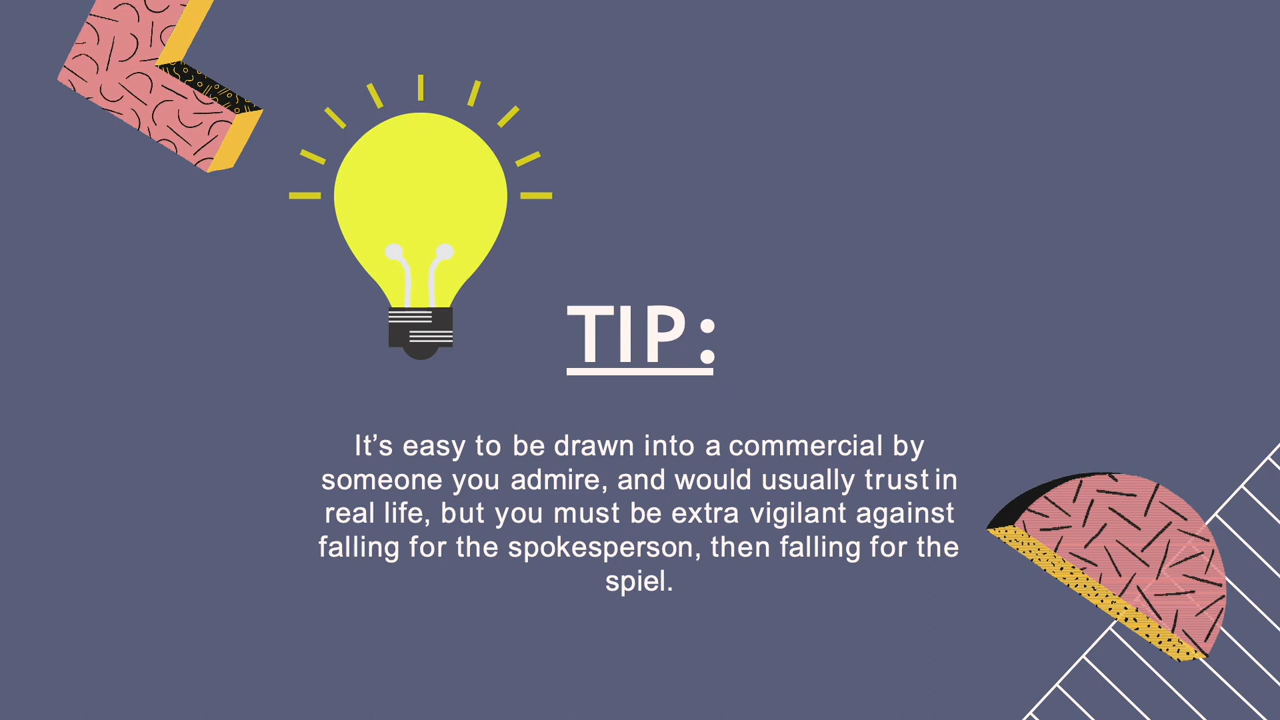 TIP:
It’s easy to be drawn into a commercial by
someone you admire, and would usually trust in
real life, but you must be extra vigilant against
falling for the spokesperson, then falling for the
spiel.